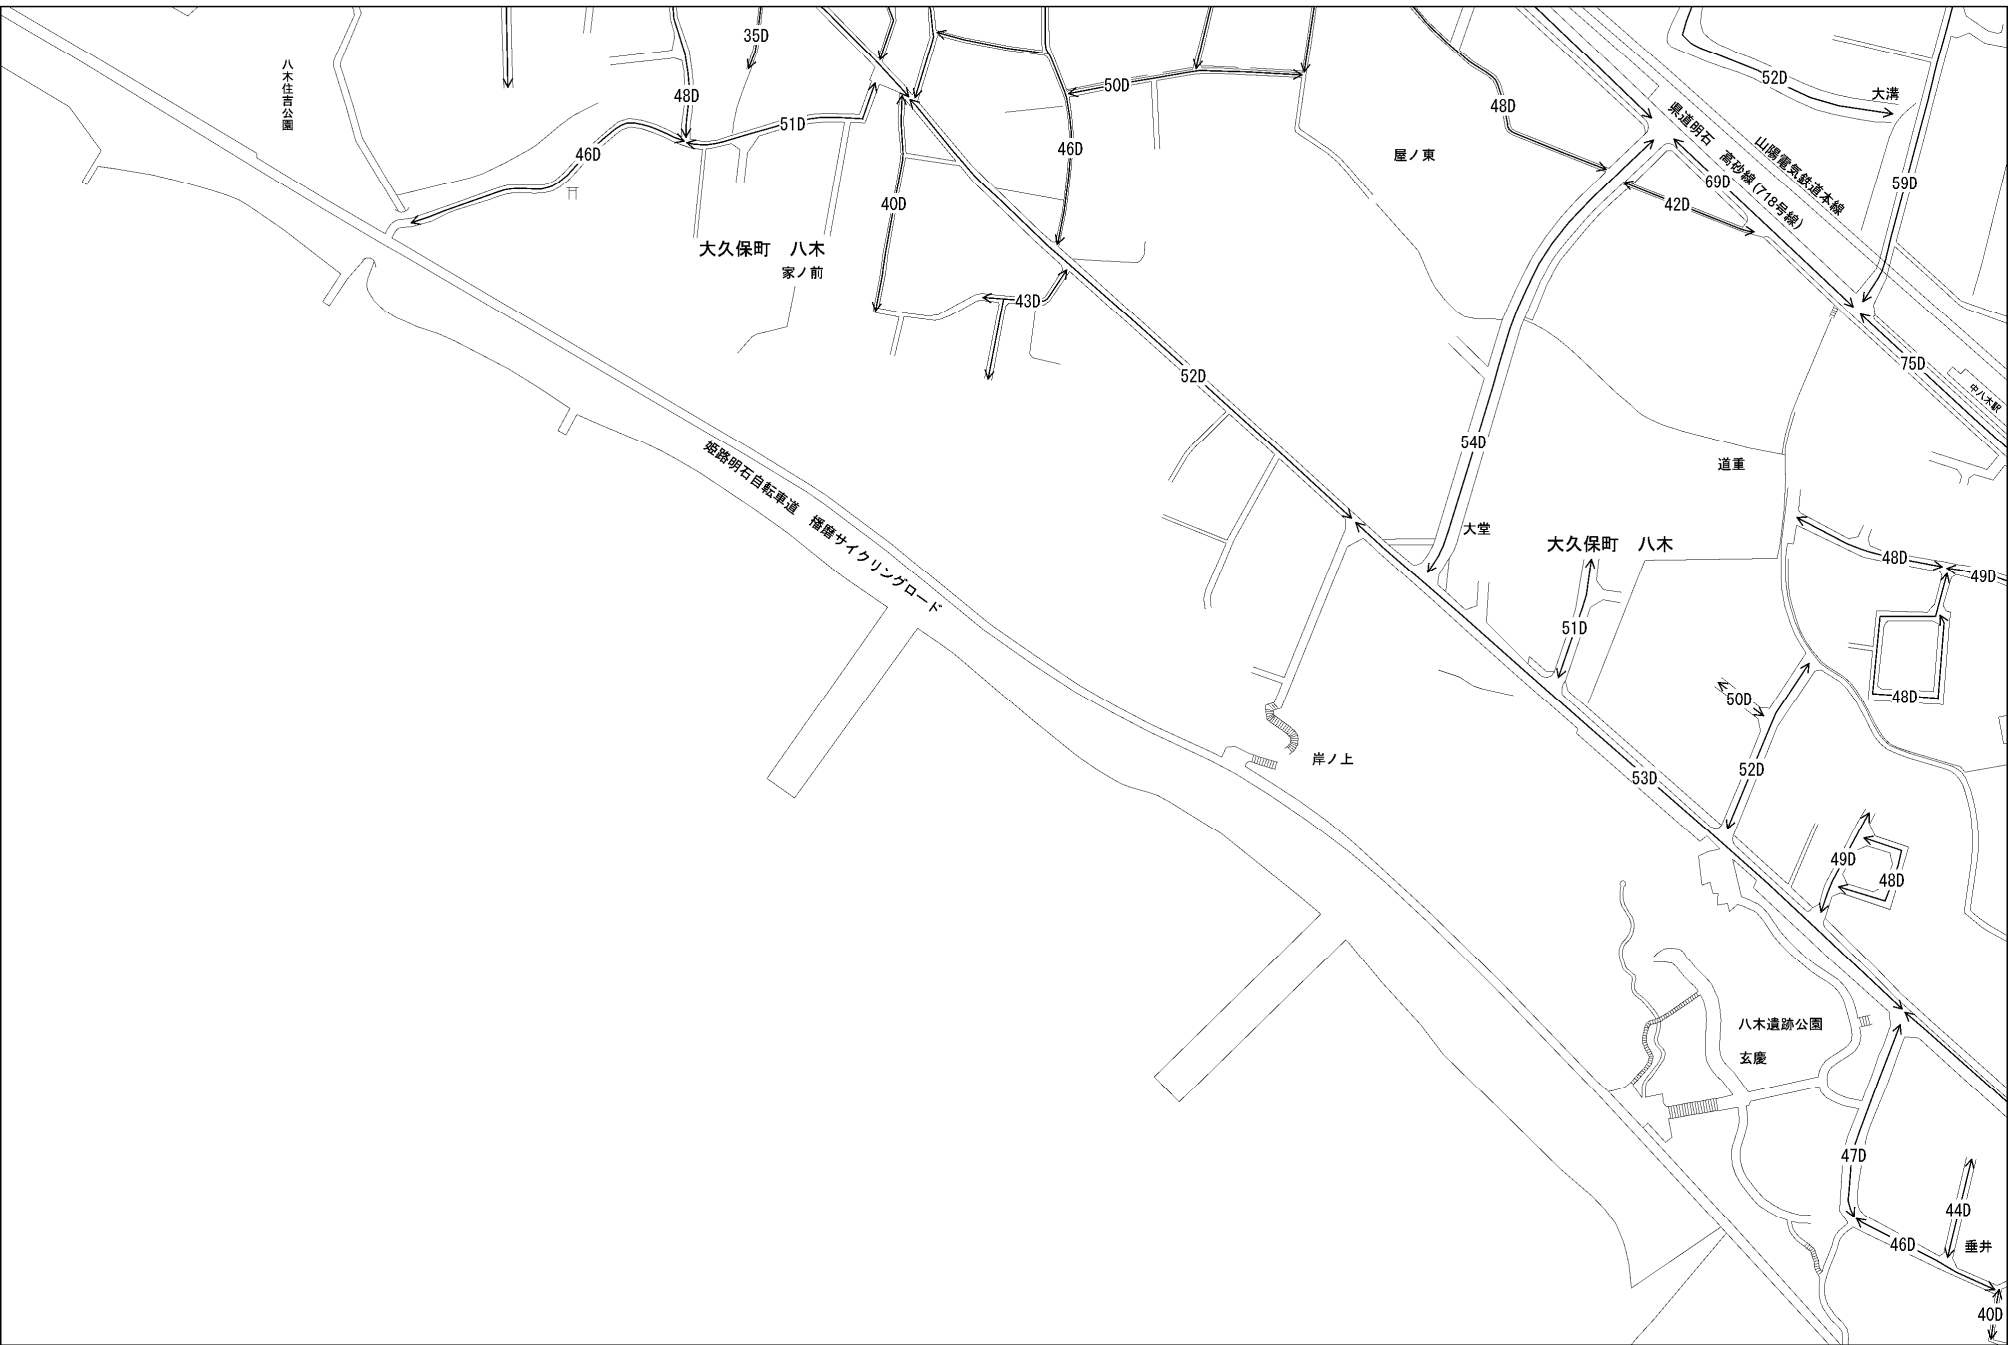 35D
八木住吉公園
50D
52D
大溝
48D
48D
県道明石 高砂線(718号線)
山陽電気鉄道本線
51D
46D
46D
屋ノ東
69D
59D
40D
42D
大久保町 八木
家ノ前
43D
52D
75D
中八木駅
54D
姫路明石自転車道 播磨サイクリングロード
道重
大堂
大久保町 八木
48D
49D
51D
48D
50D
岸ノ上
52D
53D
49D
48D
八木遺跡公園
玄慶
47D
44D
46D
垂井
40D